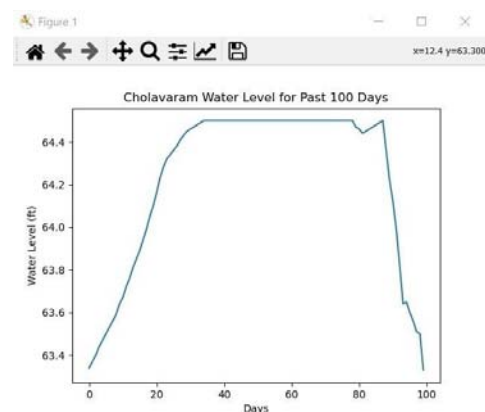 Figure 1
x=12.4 y=63.300
Cholavaram Water Level for Past 100 Days
Water Level (ft)
64.4
64.2
64.0
63.8
63.6
63.4
0 20 40 60 80 100
Days